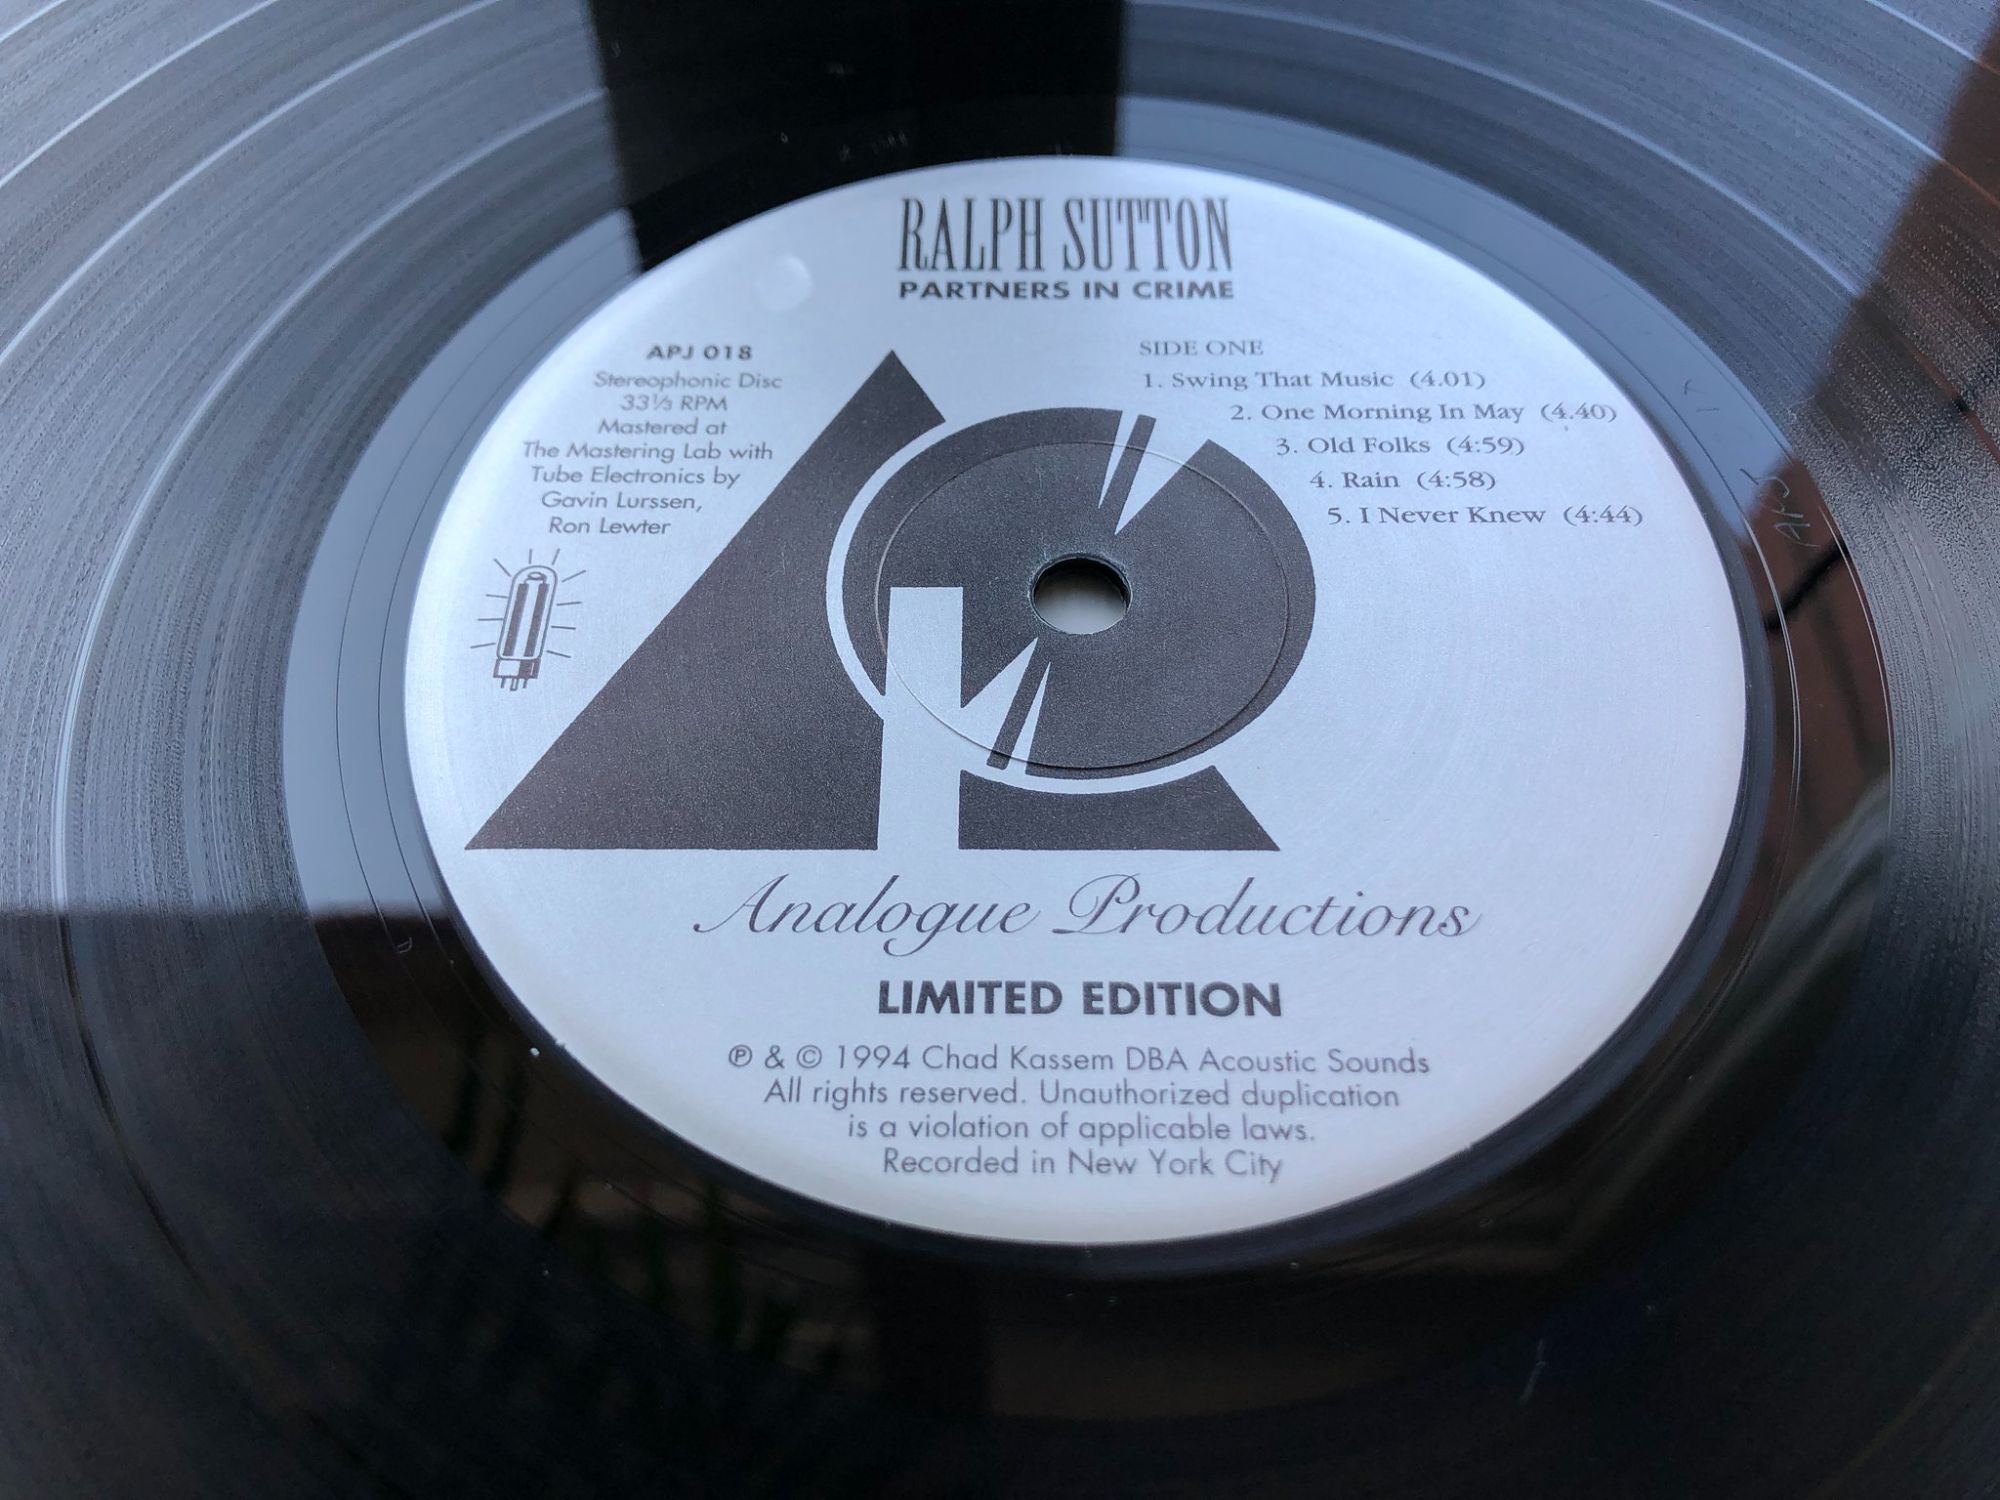 RALPH SUTTON
PARTNERS IN CRIME
APJ 018
Stereophonic Disc
33⅓ RPM
Mastered at
The Mastering Lab with
Tube Electronics by
Gavin Lurssen,
Ron Lewter
SIDE ONE
1. Swing That Music (4.01)
2. One Morning In May (4.40)
3. Old Folks (4:59)
4. Rain (4:58)
5. I Never Knew (4:44)
Analogue Productions
LIMITED EDITION
℗ & © 1994 Chad Kassem DBA Acoustic Sounds
All rights reserved. Unauthorized duplication
is a violation of applicable laws.
Recorded in New York City
APJ